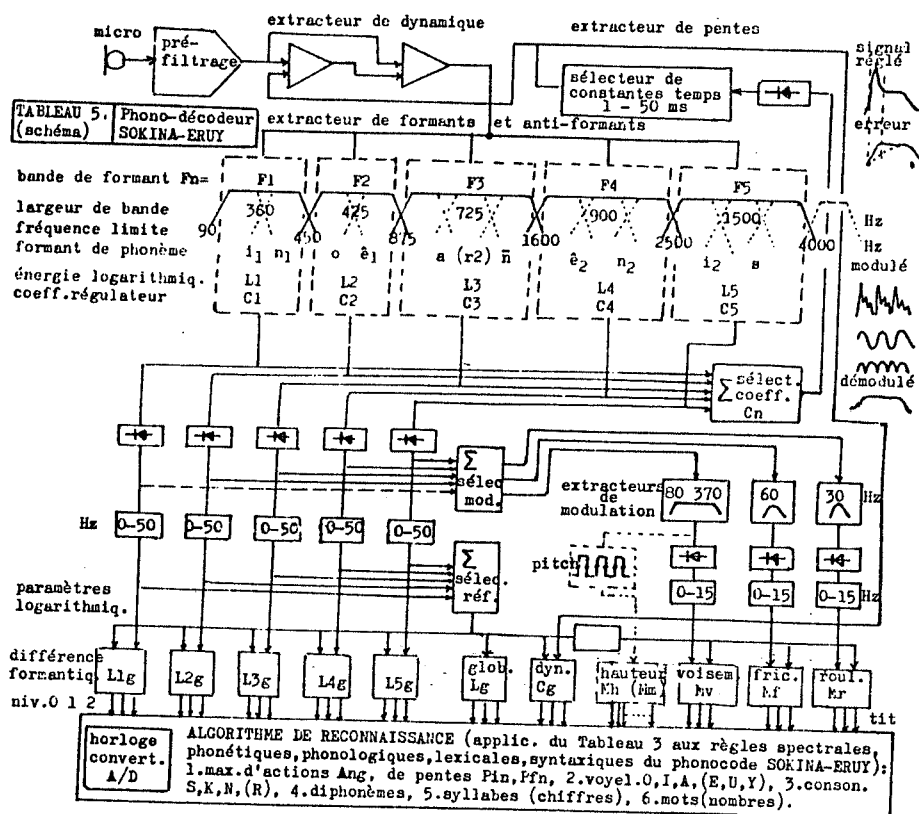 extracteur de dynamique
extracteur de pentes
micro
pré-
filtrage
signal
réglé
sélecteur de
constantes temps
1 - 50 ms
erreur
TABLEAU 5.
(schéma)
Phono-décodeur
SOKINA-ERUY
extracteur de formants et anti-formants
bande de formant Fn= F1 F2 F3 F4 F5
largeur de bande 360 425 725 900 1500 Hz
fréquence limite 90 450 875 1600 2500 4000 Hz
formant de phonème i1 n1 o ê1 a (r2) n̄ ê2 n2 i2 s
modulé
énergie logarithmiq. L1 L2 L3 L4 L5
coeff.régulateur C1 C2 C3 C4 C5
démodulé
Σ sélect.
coeff.
Cn
Σ
sélec
mod.
extracteurs
de
modulation
80 370 60 30 Hz
Hz 0-50 0-50 0-50 0-50 0-50
pitch
Σ
sélec.
réf.
0-15 0-15 0-15 Hz
paramètres
logarithmiq.
différence
formantiq. L1g L2g L3g L4g L5g
glob.
Lg
dyn.
Cg
hauteur
Mh (Mm)
voisem
Mv
fric.
Mf
roul.
Mr
niv.0 1 2
tit
horloge
convert.
A/D
ALGORITHME DE RECONNAISSANCE (applic. du Tableau 3 aux règles spectrales,
phonétiques,phonologiques,lexicales,syntaxiques du phonocode SOKINA-ERUY):
1.max.d'actions Ang, de pentes Pin,Pfn, 2.voyel.O,I,A,(E,U,Y), 3.conson.
S,K,N,(R), 4.diphonèmes, 5.syllabes (chiffres), 6.mots(nombres).